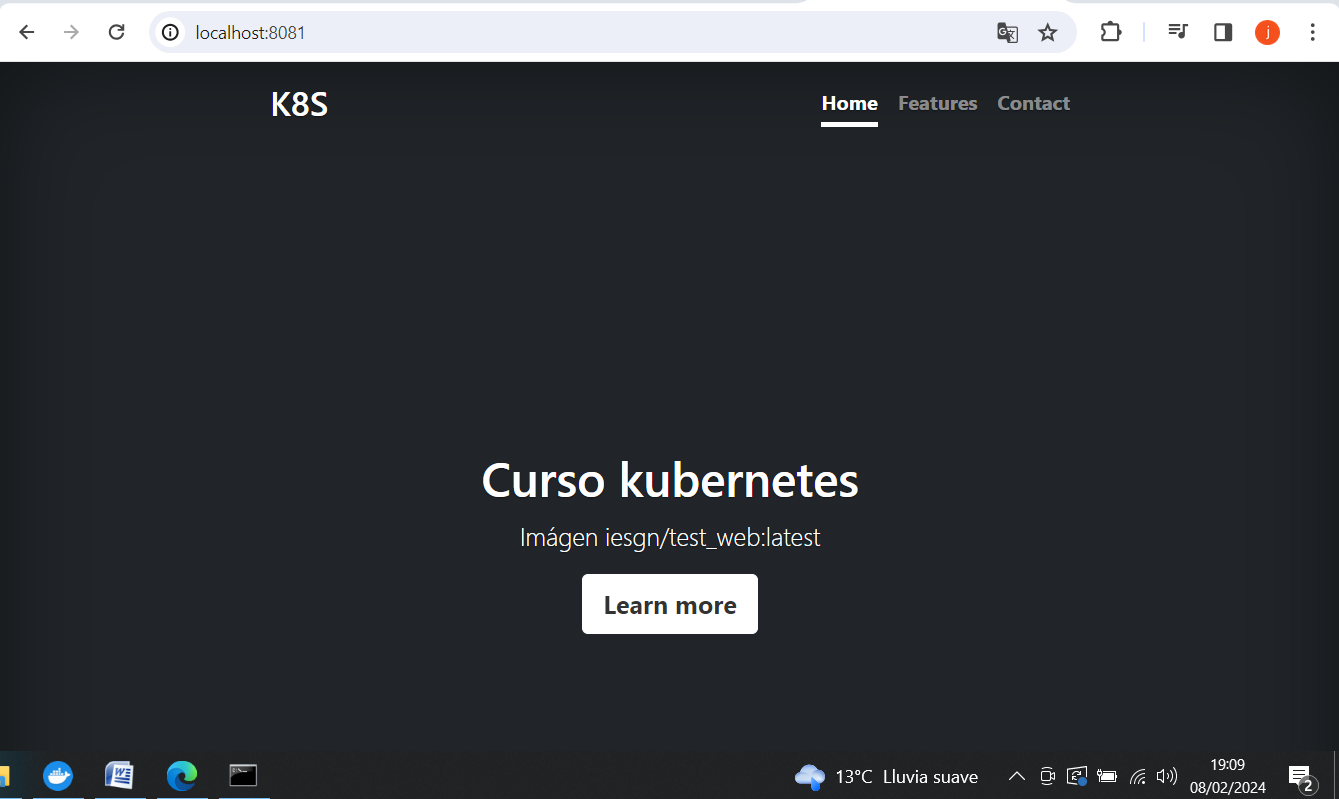 localhost:8081
j
K8S
Home Features Contact
Curso kubernetes
Imágen iesgn/test_web:latest
Learn more
13°C Lluvia suave
19:09
08/02/2024
2